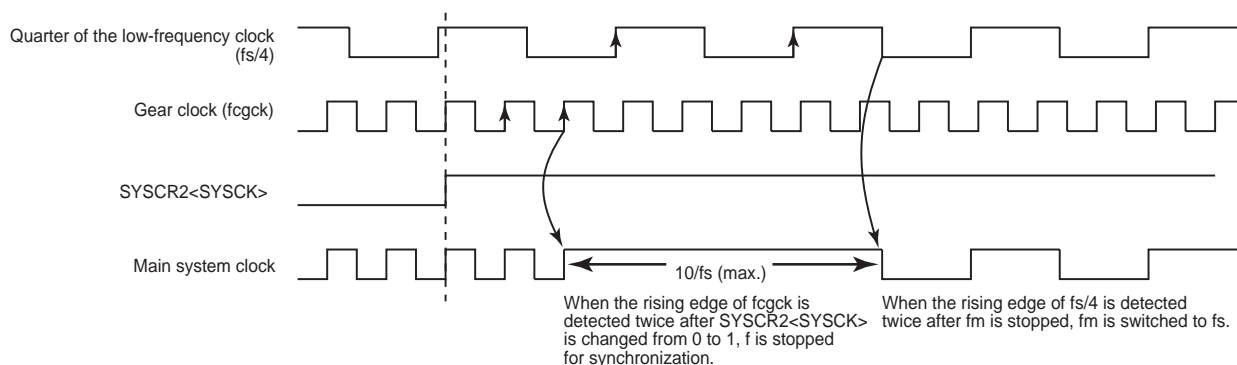 Quarter of the low-frequency clock
(fs/4)
Gear clock (fcgck)
SYSCR2<SYSCK>
Main system clock
10/fs (max.)
When the rising edge of fcgck is
detected twice after SYSCR2<SYSCK>
is changed from 0 to 1, f is stopped
for synchronization.
When the rising edge of fs/4 is detected
twice after fm is stopped, fm is switched to fs.